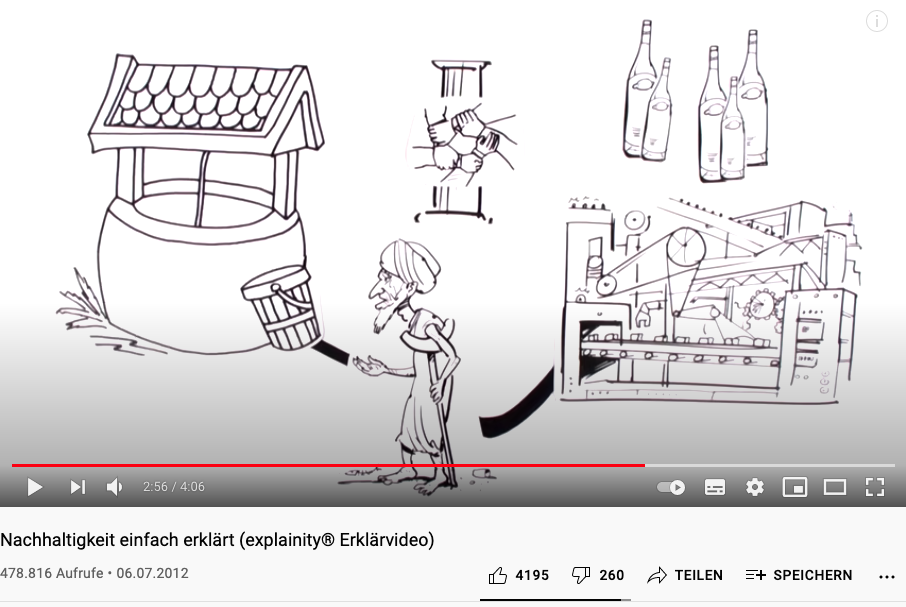 2:56 / 4:06
Nachhaltigkeit einfach erklärt (explainity® Erklärvideo)
478.816 Aufrufe • 06.07.2012
4195
260
TEILEN
SPEICHERN